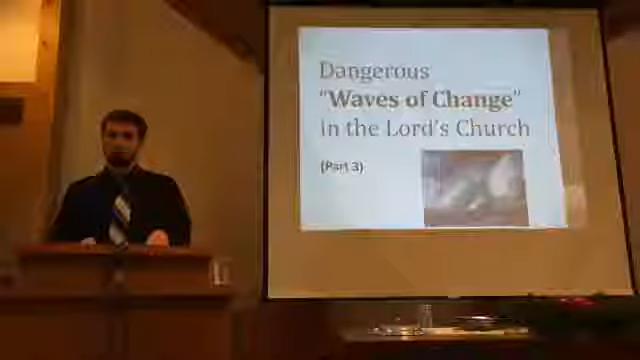 Dangerous
"Waves of Change"
in the Lord's Church
(Part 3)